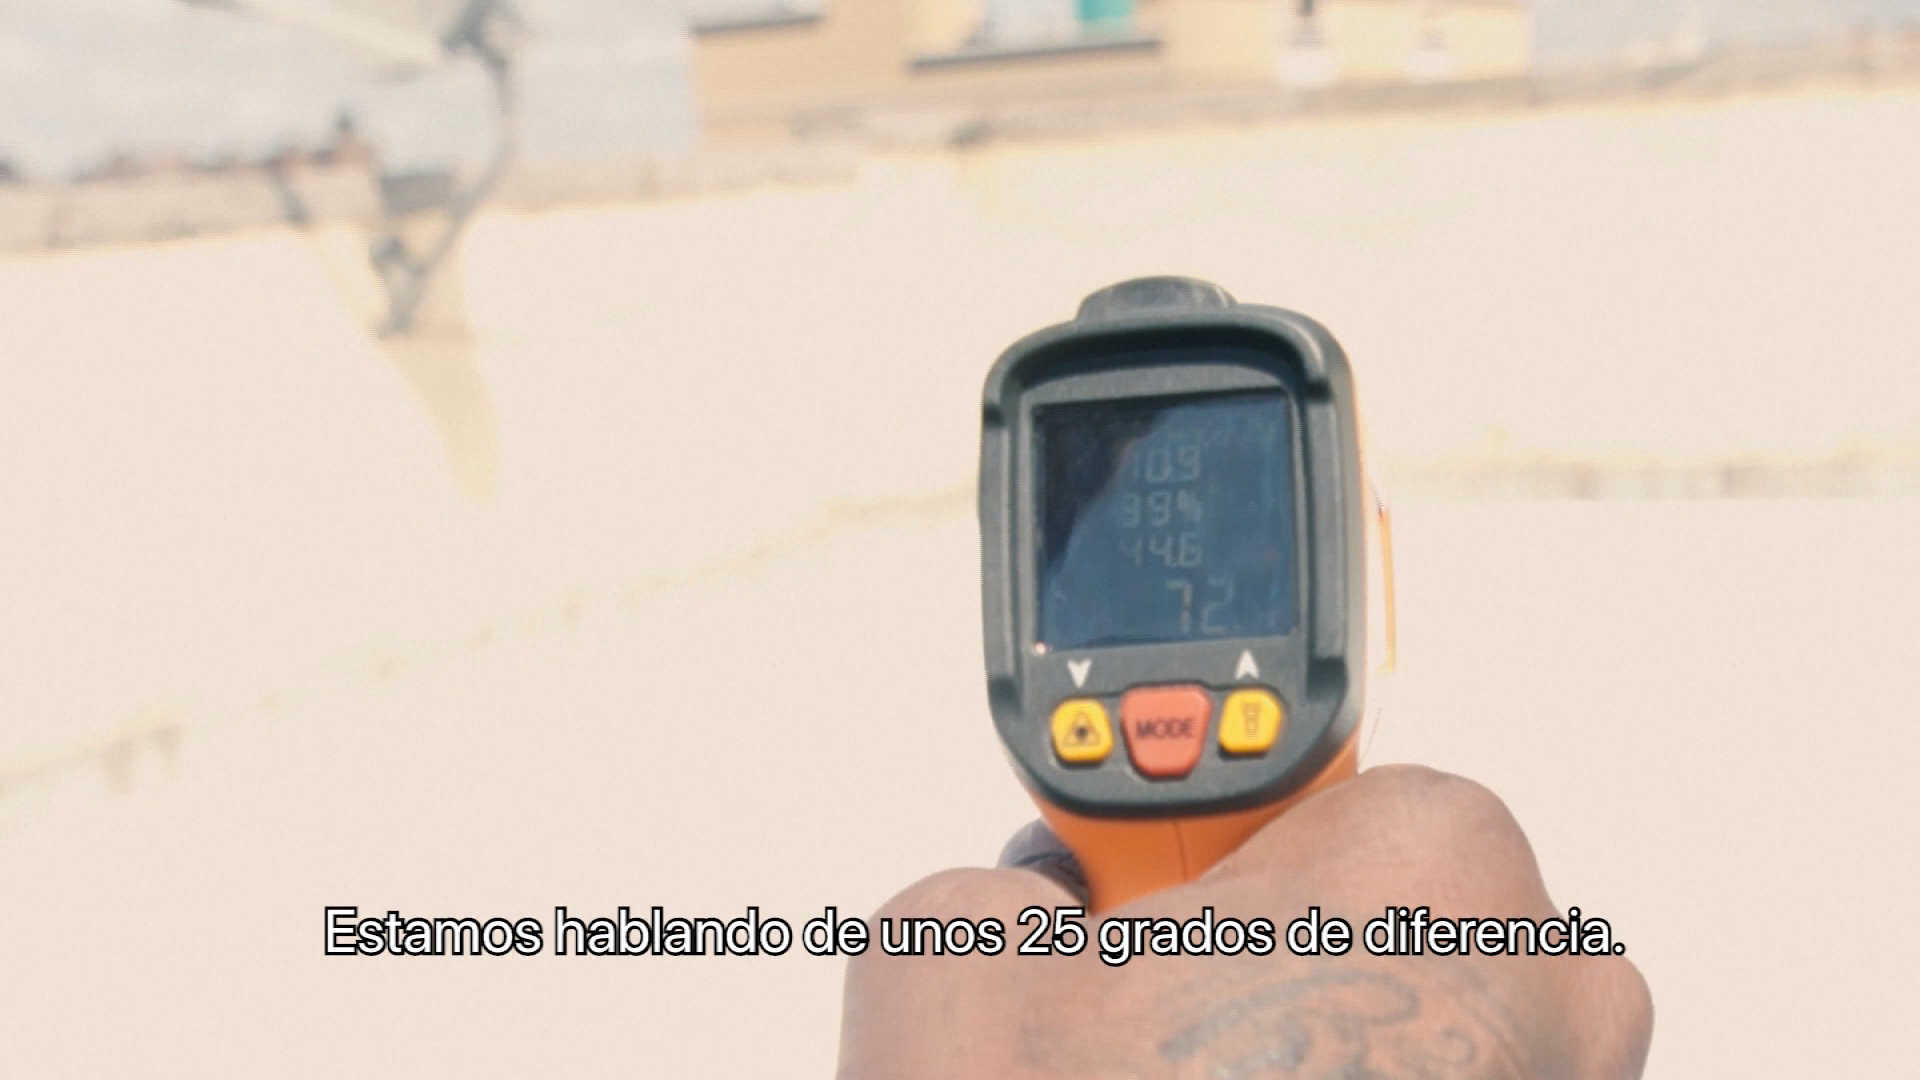 10.9
39%
44.6
72
MODE
Estamos hablando de unos 25 grados de diferencia.